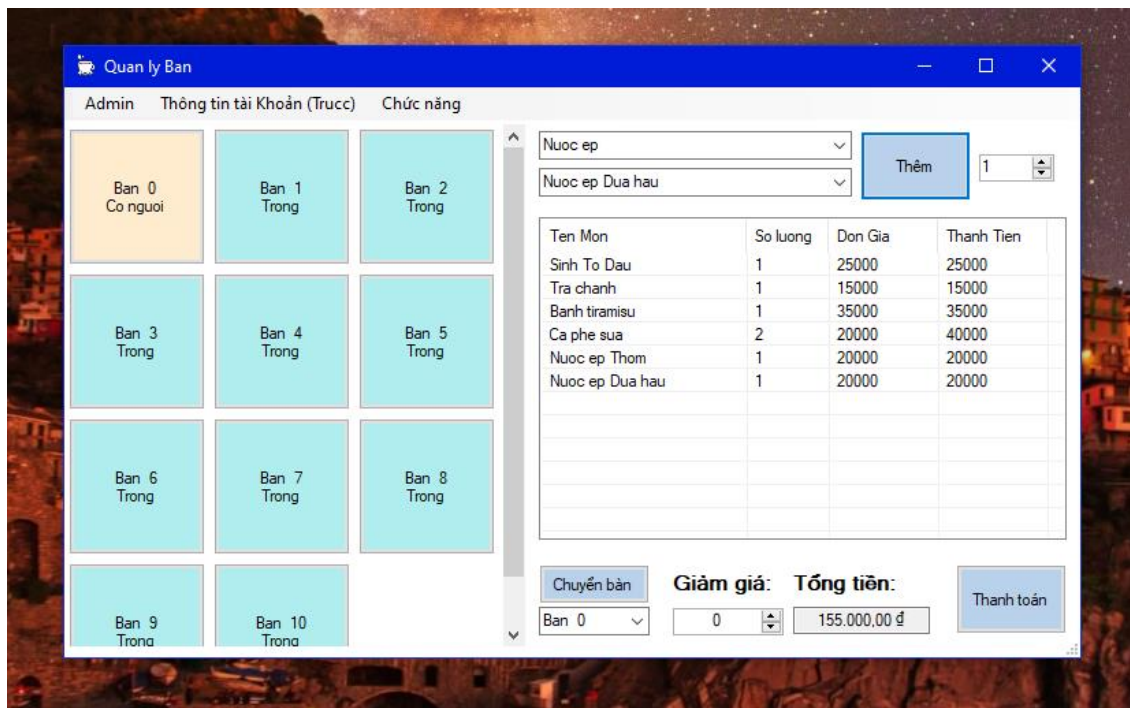 Quan ly Ban
Admin Thông tin tài Khoản (Trucc) Chức năng
Ban 0
Co nguoi
Ban 1
Trong
Ban 2
Trong
Ban 3
Trong
Ban 4
Trong
Ban 5
Trong
Ban 6
Trong
Ban 7
Trong
Ban 8
Trong
Ban 9
Trong
Ban 10
Trong
Nuoc ep
Nuoc ep Dua hau
Thêm
1
Ten Mon So luong Don Gia Thanh Tien
Sinh To Dau 1 25000 25000
Tra chanh 1 15000 15000
Banh tiramisu 1 35000 35000
Ca phe sua 2 20000 40000
Nuoc ep Thom 1 20000 20000
Nuoc ep Dua hau 1 20000 20000
Chuyển bàn
Ban 0
Giảm giá: Tổng tiền:
0 155.000,00 ₫
Thanh toán